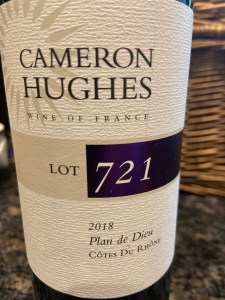 CAMERON
HUGHES
WINE OF FRANCE
LOT 721
2018
Plan de Dieu
CÔTES DU RHÔNE